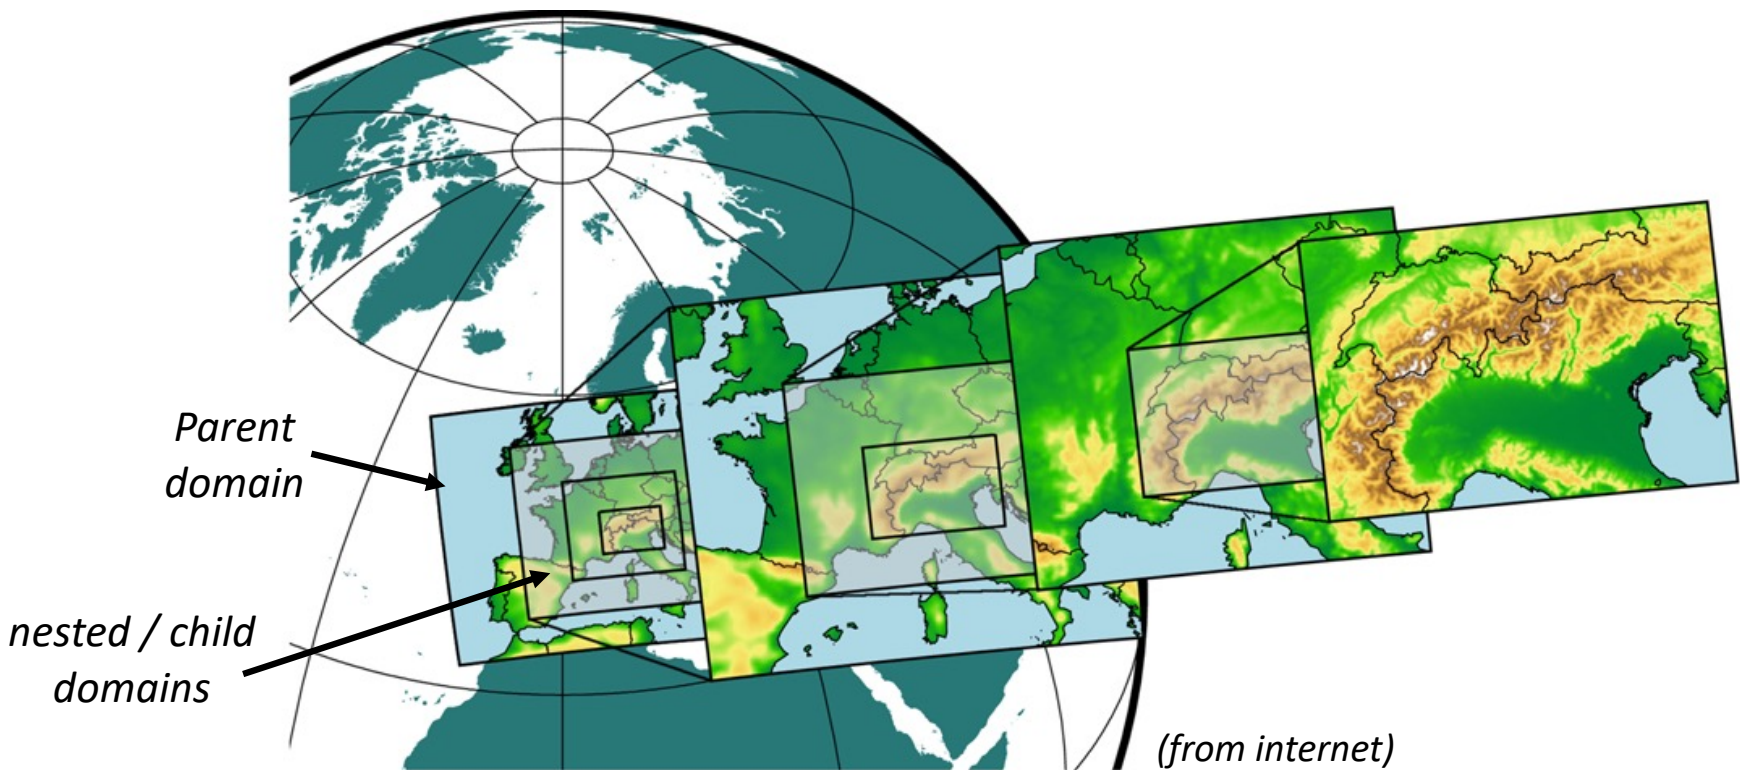 Parent
domain
nested / child
domains
(from internet)